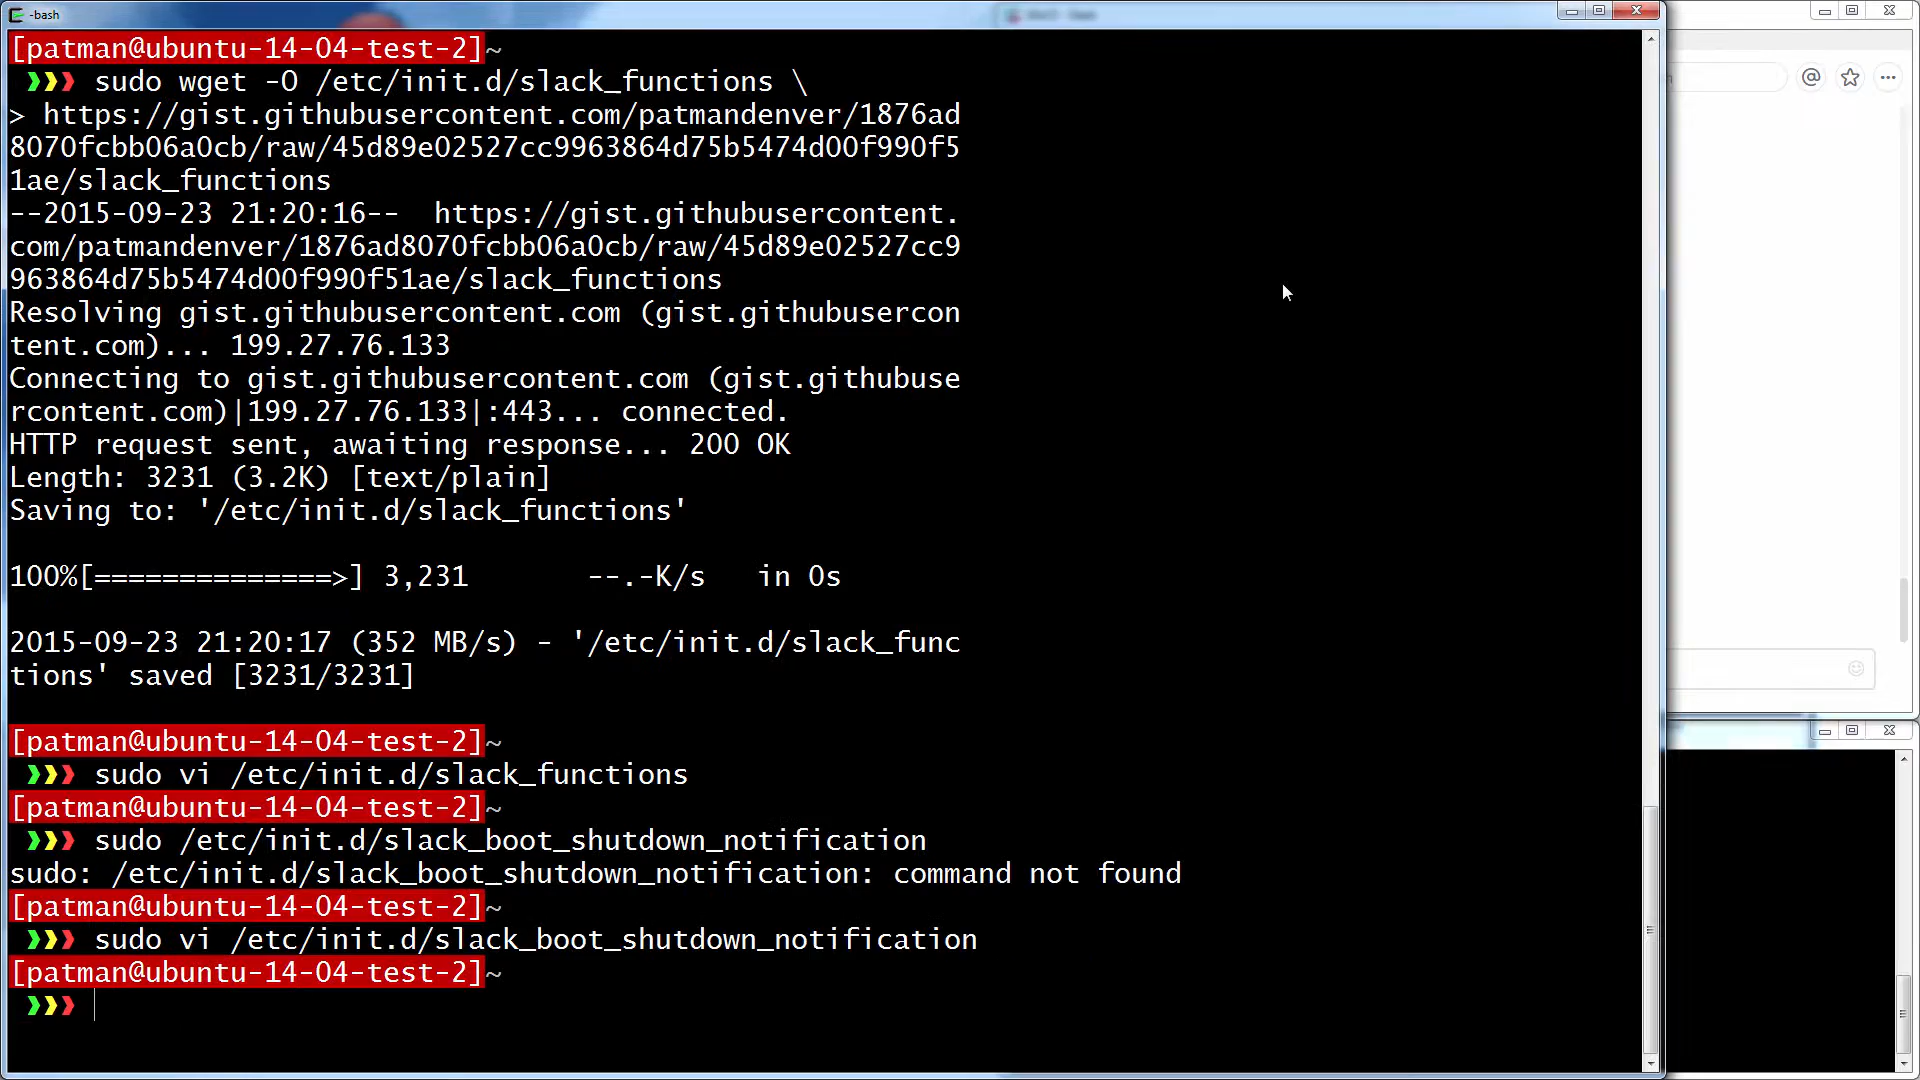 -bash
[patman@ubuntu-14-04-test-2]~
❯❯❯ sudo wget -O /etc/init.d/slack_functions \
> https://gist.githubusercontent.com/patmandenver/1876ad
8070fcbb06a0cb/raw/45d89e02527cc9963864d75b5474d00f990f5
1ae/slack_functions
--2015-09-23 21:20:16--  https://gist.githubusercontent.
com/patmandenver/1876ad8070fcbb06a0cb/raw/45d89e02527cc9
963864d75b5474d00f990f51ae/slack_functions
Resolving gist.githubusercontent.com (gist.githubusercon
tent.com)... 199.27.76.133
Connecting to gist.githubusercontent.com (gist.githubuse
rcontent.com)|199.27.76.133|:443... connected.
HTTP request sent, awaiting response... 200 OK
Length: 3231 (3.2K) [text/plain]
Saving to: '/etc/init.d/slack_functions'
100%[==============>] 3,231       --.-K/s   in 0s
2015-09-23 21:20:17 (352 MB/s) - '/etc/init.d/slack_func
tions' saved [3231/3231]
[patman@ubuntu-14-04-test-2]~
❯❯❯ sudo vi /etc/init.d/slack_functions
[patman@ubuntu-14-04-test-2]~
❯❯❯ sudo /etc/init.d/slack_boot_shutdown_notification
sudo: /etc/init.d/slack_boot_shutdown_notification: command not found
[patman@ubuntu-14-04-test-2]~
❯❯❯ sudo vi /etc/init.d/slack_boot_shutdown_notification
[patman@ubuntu-14-04-test-2]~
❯❯❯